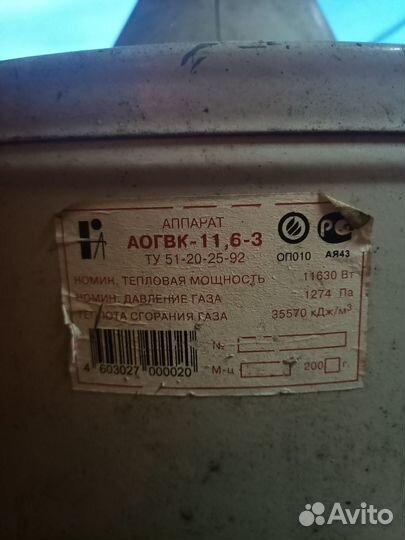 АППАРАТ
АОГВК-11,6-3
ТУ 51-20-25-92
ОП010
АЯ43
НОМИН. ТЕПЛОВАЯ МОЩНОСТЬ 11630 Вт
НОМИН. ДАВЛЕНИЕ ГАЗА 1274 Па
ТЕПЛОТА СГОРАНИЯ ГАЗА 35570 кДж/м³
№
М-ц 200 г.
4 603027 000020
Avito